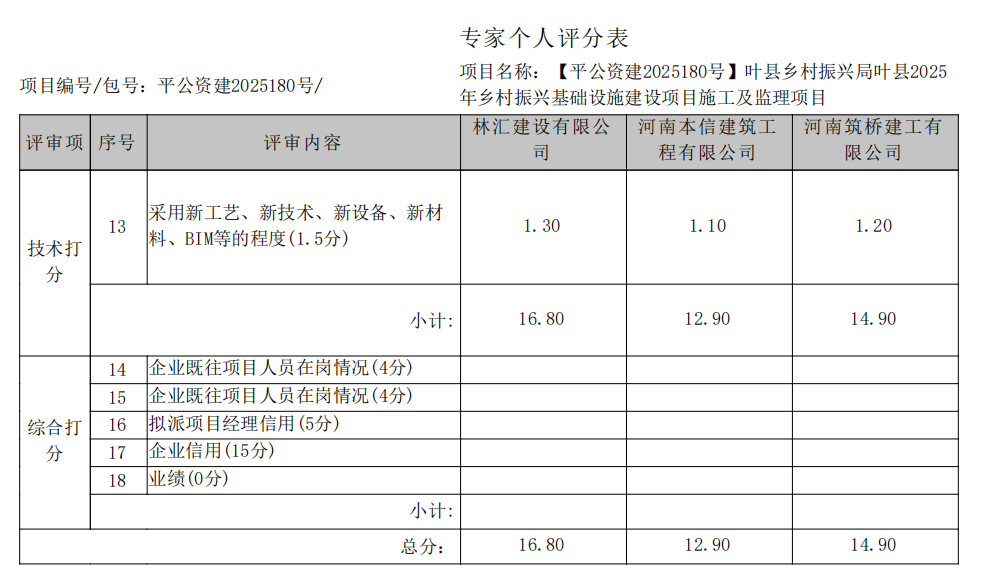 专家个人评分表
项目编号/包号：平公资建2025180号/
项目名称：【平公资建2025180号】叶县乡村振兴局叶县2025
年乡村振兴基础设施建设项目施工及监理项目
评审项 序号 评审内容 林汇建设有限公 河南本信建筑工 河南筑桥建工有
司 程有限公司 限公司
技术打
分
13 采用新工艺、新技术、新设备、新材 1.30 1.10 1.20
料、BIM等的程度(1.5分)
小计: 16.80 12.90 14.90
综合打
分
14 企业既往项目人员在岗情况(4分)
15 企业既往项目人员在岗情况(4分)
16 拟派项目经理信用(5分)
17 企业信用(15分)
18 业绩(0分)
小计:
总分： 16.80 12.90 14.90